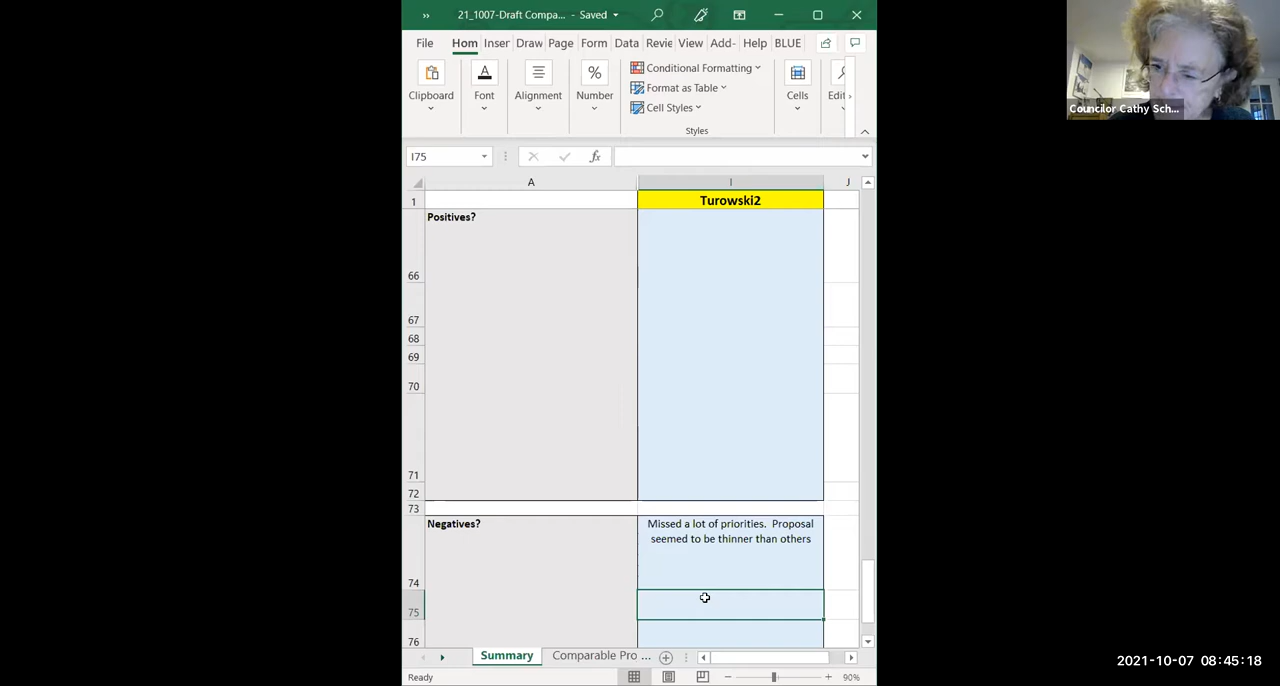 21_1007-Draft Compa... - Saved
File Hom Inser Draw Page Form Data Revie View Add- Help BLUE
Clipboard
Font
Alignment
Number
Conditional Formatting
Format as Table
Cell Styles
Styles
Cells
Edit
I75
fx
A I J
1 Turowski2
Positives?
66
67
68
69
70
71
72
73
Negatives?
Missed a lot of priorities. Proposal
seemed to be thinner than others
74
75
76
Summary Comparable Pro ...
Ready
90%
Councilor Cathy Sch...
2021-10-07 08:45:18